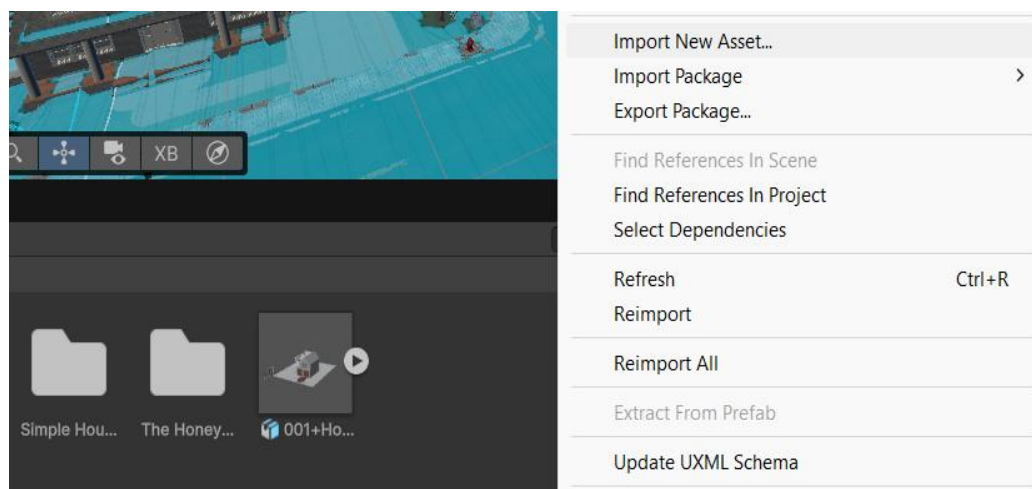 XB
Simple Hou...
The Honey...
001+Ho...
Import New Asset...
Import Package
Export Package...
Find References In Scene
Find References In Project
Select Dependencies
Refresh Ctrl+R
Reimport
Reimport All
Extract From Prefab
Update UXML Schema